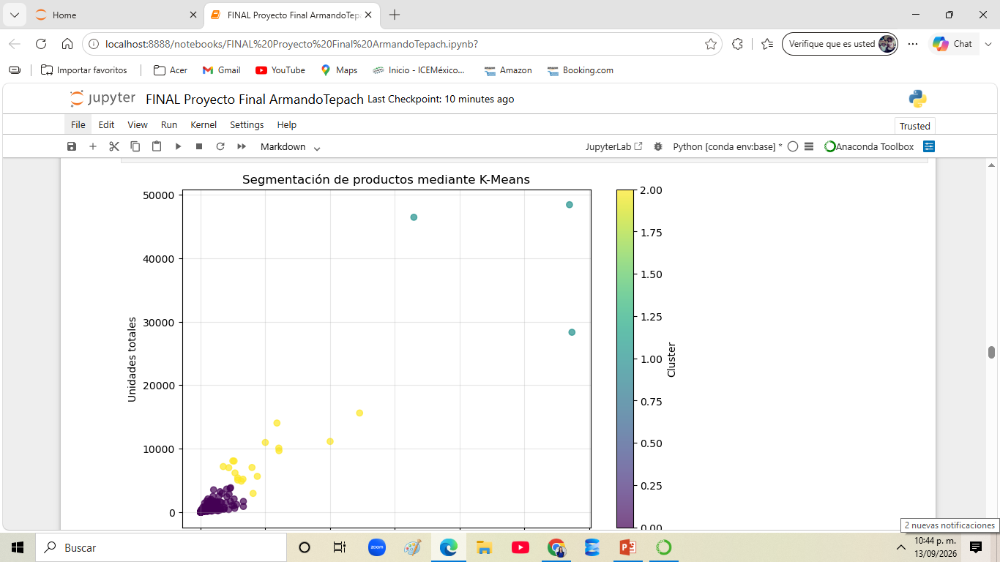 Home
FINAL Proyecto Final ArmandoTepa
localhost:8888/notebooks/FINAL%20Proyecto%20Final%20ArmandoTepach.ipynb?
Verifique que es usted
Chat
Importar favoritos
Acer
Gmail
YouTube
Maps
Inicio - ICEMéxico...
Amazon
Booking.com
jupyter
FINAL Proyecto Final ArmandoTepach Last Checkpoint: 10 minutes ago
File Edit View Run Kernel Settings Help
Trusted
Markdown
JupyterLab
Python [conda env:base] *
Anaconda Toolbox
Segmentación de productos mediante K-Means
50000
40000
30000
20000
10000
0
Unidades totales
2.00
1.75
1.50
1.25
1.00
0.75
0.50
0.25
0.00
Cluster
2 nuevas notificaciones
Buscar
zoom
10:44 p. m.
13/09/2026